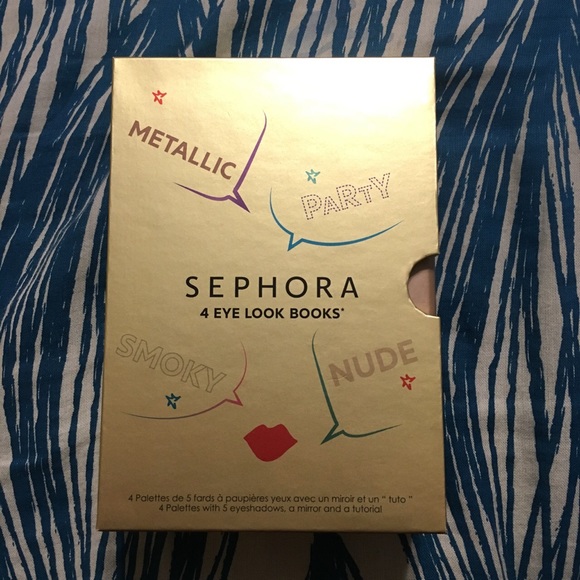 METALLIC
PARTY
SEPHORA
4 EYE LOOK BOOKS*
SMOKY
NUDE
4 Palettes de 5 fards à paupières yeux avec un miroir et un " tuto "
4 Palettes with 5 eyeshadows, a mirror and a tutorial